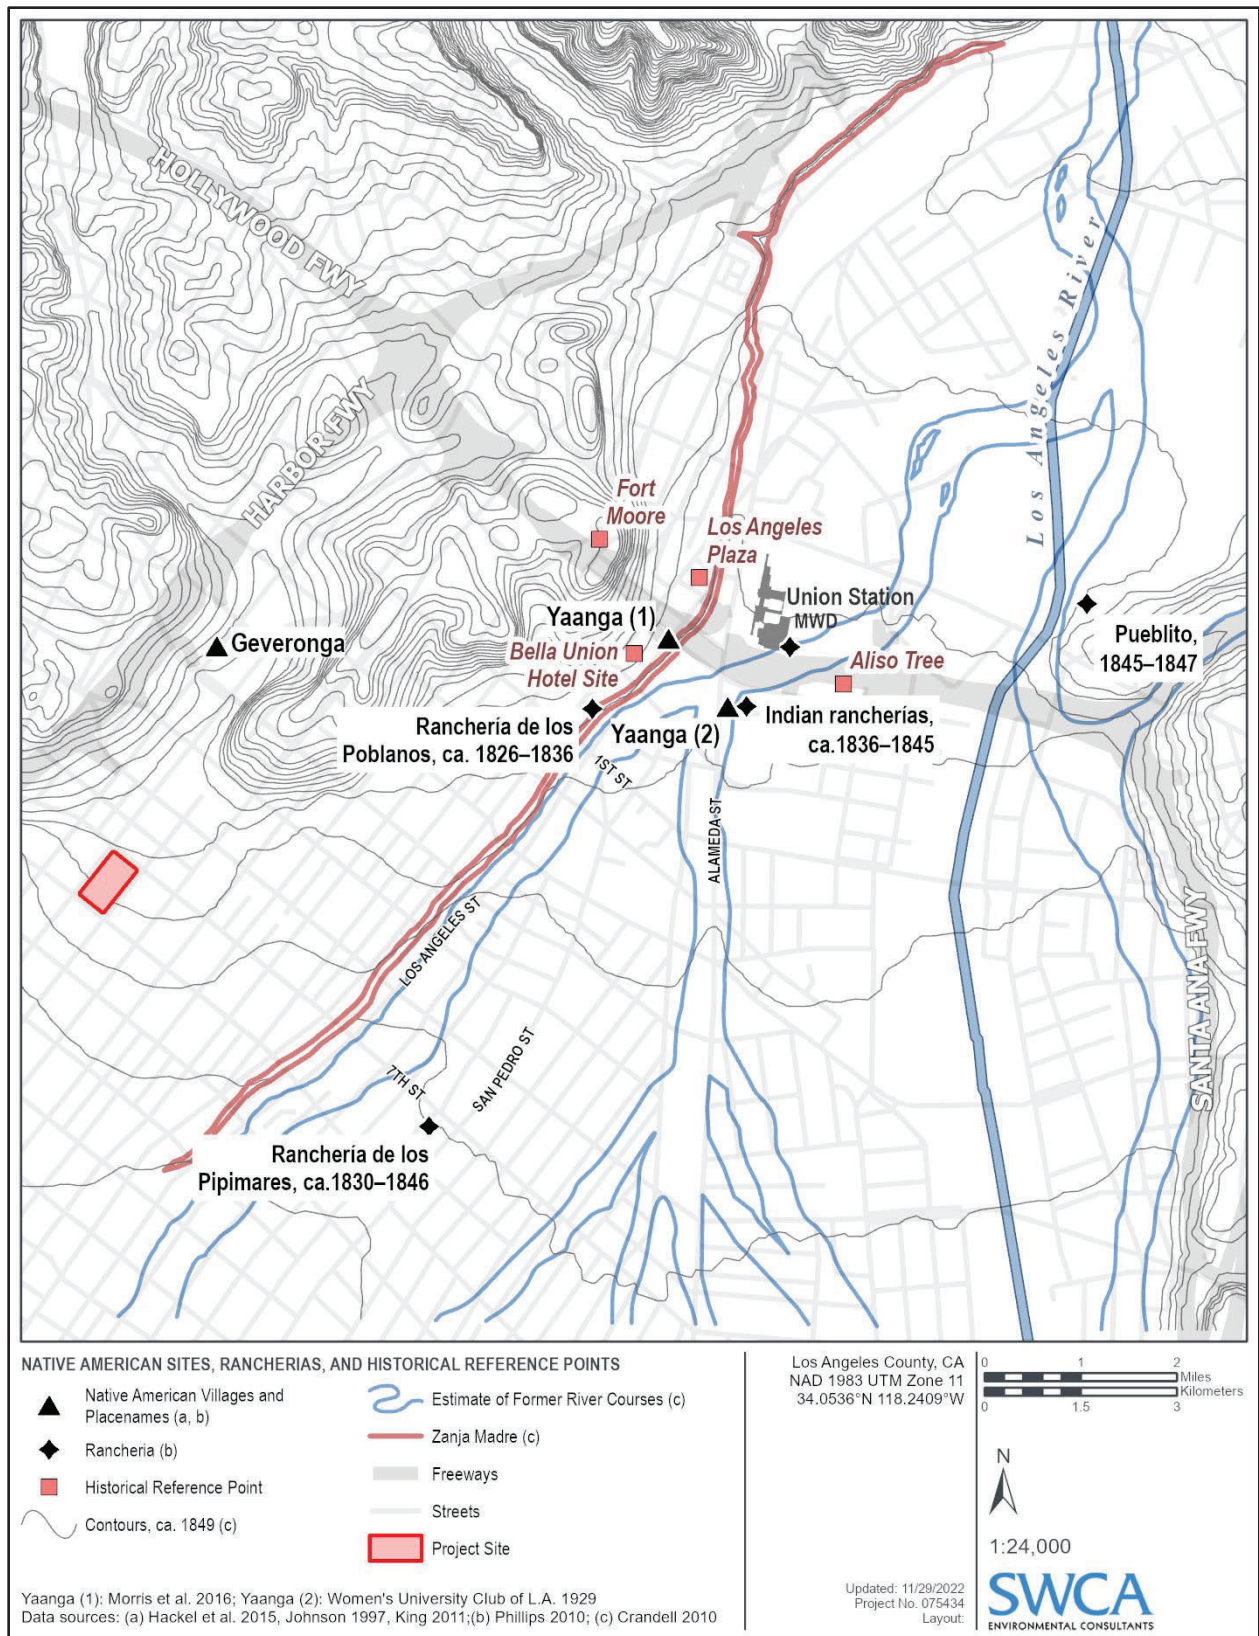 HOLLYWOOD FWY
HARBOR FWY
Los Angeles River
Fort
Moore
Los Angeles
Plaza
Union Station
MWD
Yaanga (1)
Geveronga
Bella Union
Hotel Site
Aliso Tree
Pueblito,
1845–1847
Ranchería de los
Poblanos, ca. 1826–1836
Yaanga (2)
Indian rancherías,
ca.1836–1845
1ST ST
ALAMEDA ST
LOS ANGELES ST
SANTA ANA FWY
SAN PEDRO ST
7TH ST
Ranchería de los
Pipimares, ca.1830–1846
NATIVE AMERICAN SITES, RANCHERIAS, AND HISTORICAL REFERENCE POINTS
Native American Villages and
Placenames (a, b)
Rancheria (b)
Historical Reference Point
Contours, ca. 1849 (c)
Estimate of Former River Courses (c)
Zanja Madre (c)
Freeways
Streets
Project Site
Yaanga (1): Morris et al. 2016; Yaanga (2): Women's University Club of L.A. 1929
Data sources: (a) Hackel et al. 2015, Johnson 1997, King 2011;(b) Phillips 2010; (c) Crandell 2010
Los Angeles County, CA
NAD 1983 UTM Zone 11
34.0536°N 118.2409°W
Updated: 11/29/2022
Project No. 075434
Layout:
0 1 2
Miles
Kilometers
0 1.5 3
N
1:24,000
SWCA
ENVIRONMENTAL CONSULTANTS